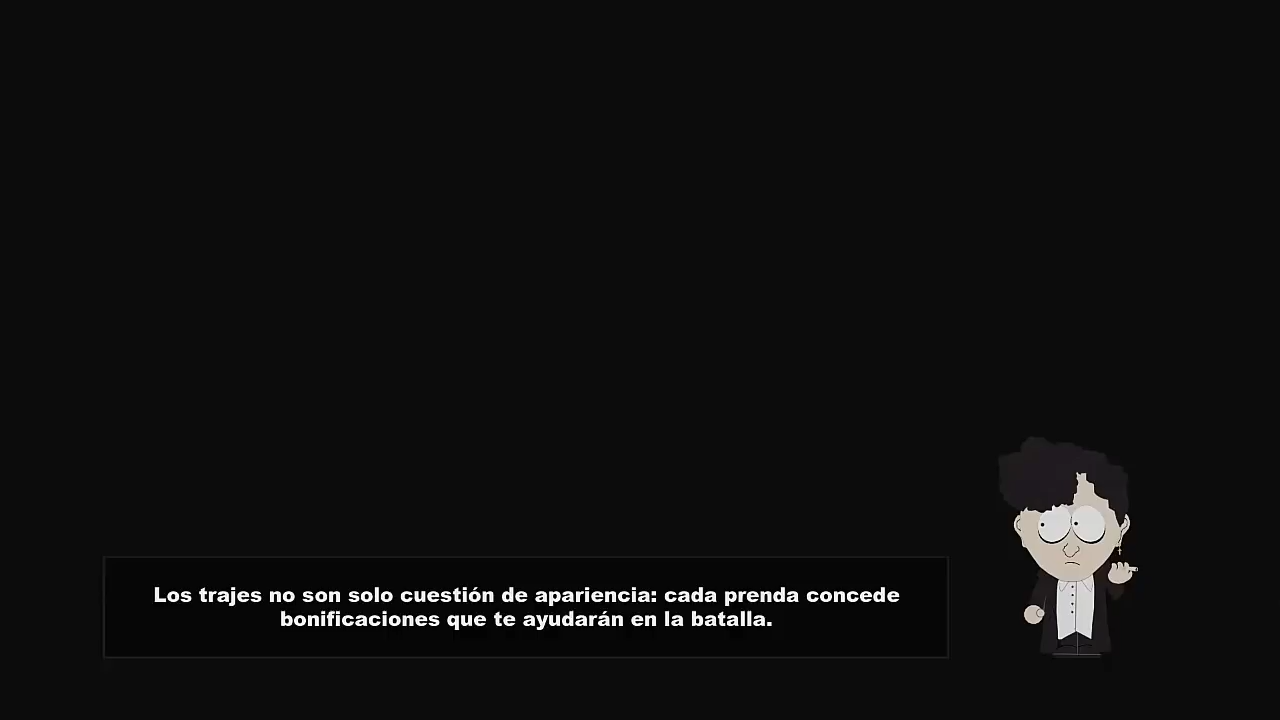 Los trajes no son solo cuestión de apariencia: cada prenda concede
bonificaciones que te ayudarán en la batalla.